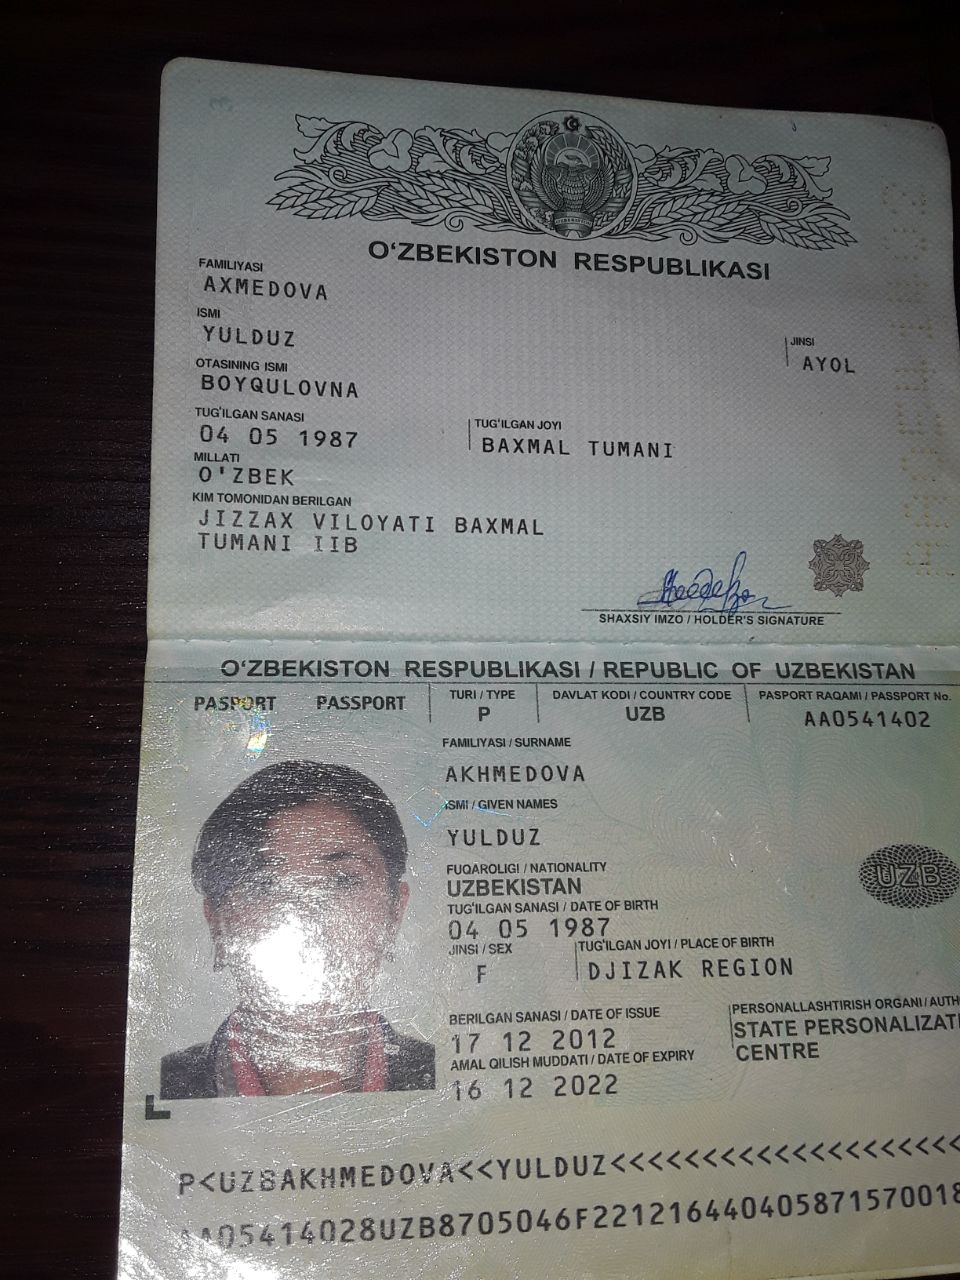 O‘ZBEKISTON RESPUBLIKASI
FAMILIYASI
AXMEDOVA
ISMI
YULDUZ
JINSI
AYOL
OTASINING ISMI
BOYQULOVNA
TUG‘ILGAN SANASI
04 05 1987
TUG‘ILGAN JOYI
BAXMAL TUMANI
MILLATI
O'ZBEK
KIM TOMONIDAN BERILGAN
JIZZAX VILOYATI BAXMAL
TUMANI IIB
SHAXSIY IMZO / HOLDER'S SIGNATURE
O‘ZBEKISTON RESPUBLIKASI / REPUBLIC OF UZBEKISTAN
PASPORT PASSPORT
TURI / TYPE
P
DAVLAT KODI / COUNTRY CODE
UZB
PASPORT RAQAMI / PASSPORT No.
AA0541402
FAMILIYASI / SURNAME
AKHMEDOVA
ISMI / GIVEN NAMES
YULDUZ
FUQAROLIGI / NATIONALITY
UZBEKISTAN
UZB
TUG‘ILGAN SANASI / DATE OF BIRTH
04 05 1987
JINSI / SEX
F
TUG‘ILGAN JOYI / PLACE OF BIRTH
DJIZAK REGION
BERILGAN SANASI / DATE OF ISSUE
17 12 2012
PERSONALLASHTIRISH ORGANI / AUTH
STATE PERSONALIZATI
CENTRE
AMAL QILISH MUDDATI / DATE OF EXPIRY
16 12 2022
P<UZBAKHMEDOVA<<YULDUZ<<<<<<<<<<<<<<<<
AA05414028UZB8705046F221216440405871570018